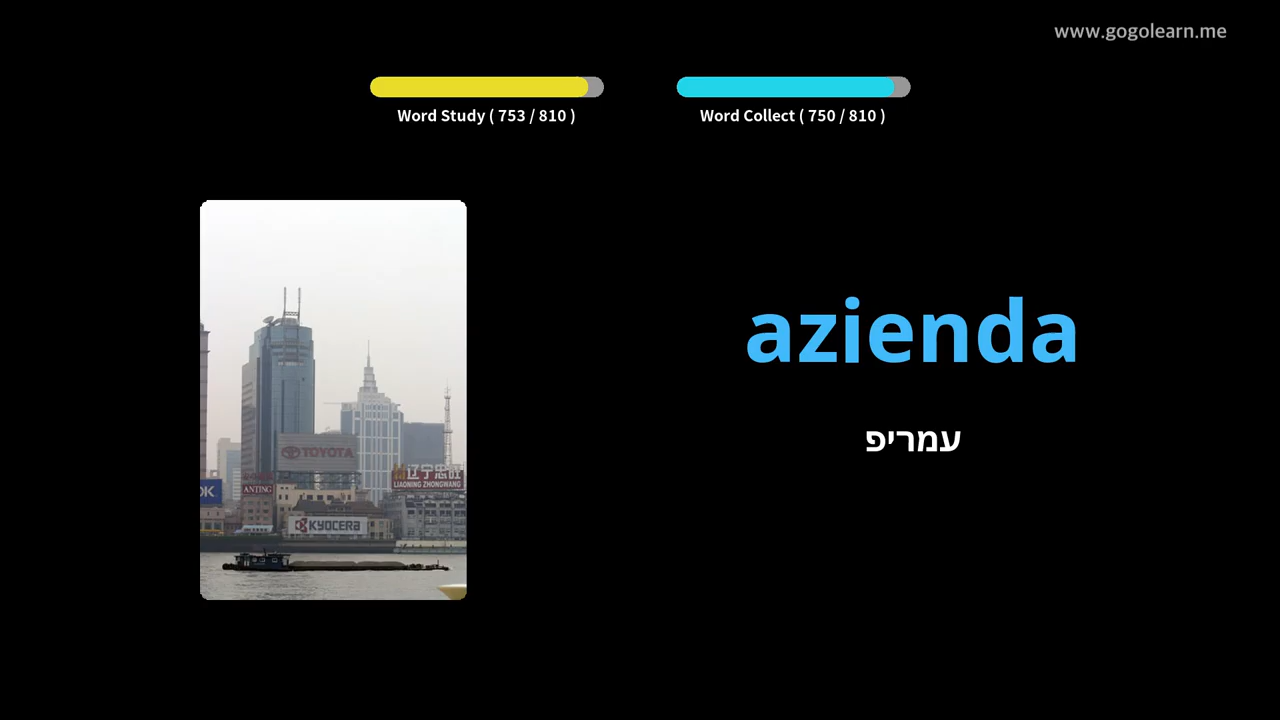 www.gogolearn.me
Word Study ( 753 / 810 )
Word Collect ( 750 / 810 )
azienda
עמריפ
TOYOTA
辽宁忠旺
LIAONING ZHONGWANG
ANTING
KYOCERA